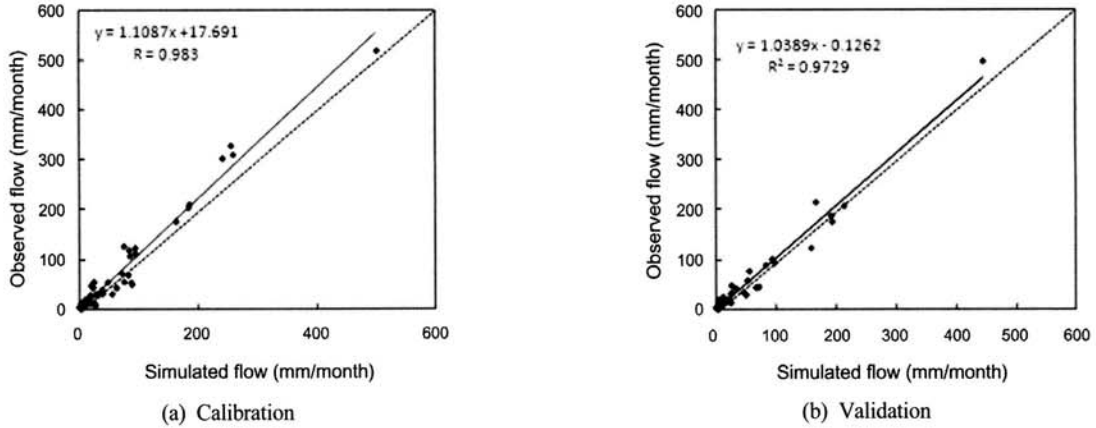 600
500
400
300
200
100
0
Observed flow (mm/month)
y = 1.1087x +17.691
R = 0.983
0 200 400 600
Simulated flow (mm/month)
(a) Calibration
600
500
400
300
200
100
0
Observed flow (mm/month)
y = 1.0389x - 0.1262
R² = 0.9729
0 100 200 300 400 500 600
Simulated flow (mm/month)
(b) Validation